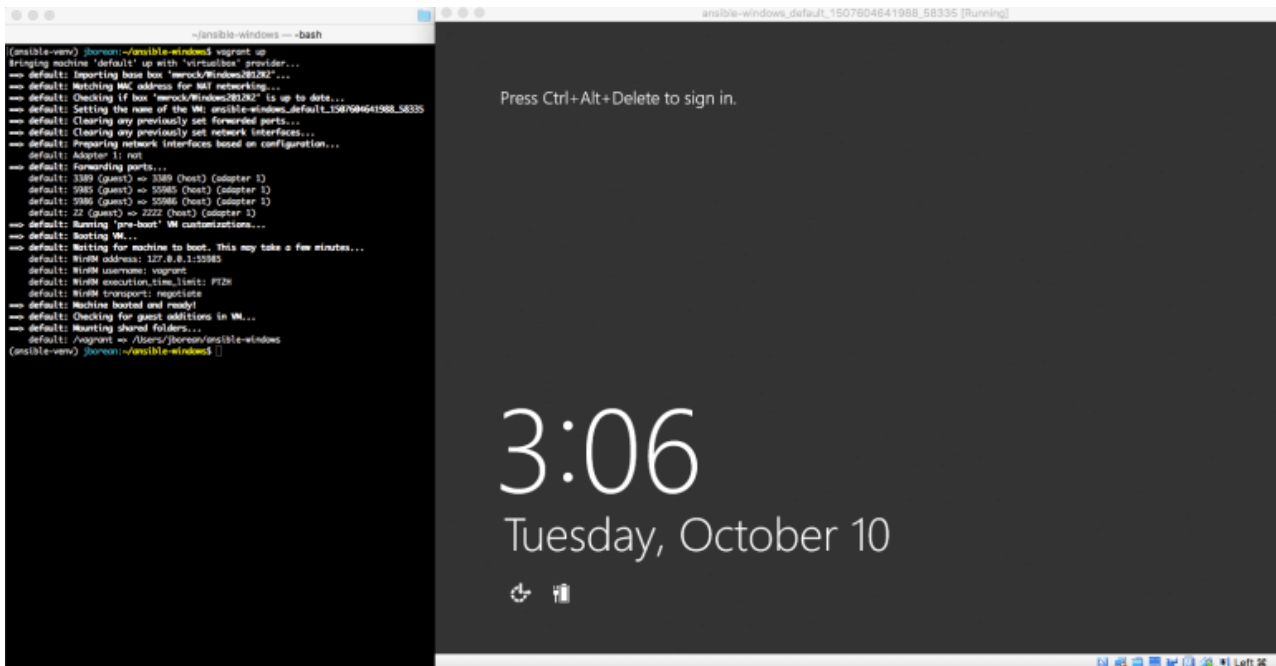 ~/ansible-windows — -bash
(ansible-venv) jborean:~/ansible-windows$ vagrant up
Bringing machine 'default' up with 'virtualbox' provider...
==> default: Importing base box 'mwrock/Windows2012R2'...
==> default: Matching MAC address for NAT networking...
==> default: Checking if box 'mwrock/Windows2012R2' is up to date...
==> default: Setting the name of the VM: ansible-windows_default_1507604641988_58335
==> default: Clearing any previously set forwarded ports...
==> default: Clearing any previously set network interfaces...
==> default: Preparing network interfaces based on configuration...
default: Adapter 1: nat
==> default: Forwarding ports...
default: 3389 (guest) => 3389 (host) (adapter 1)
default: 5985 (guest) => 55985 (host) (adapter 1)
default: 5986 (guest) => 55986 (host) (adapter 1)
default: 22 (guest) => 2222 (host) (adapter 1)
==> default: Running 'pre-boot' VM customizations...
==> default: Booting VM...
==> default: Waiting for machine to boot. This may take a few minutes...
default: WinRM address: 127.0.0.1:55985
default: WinRM username: vagrant
default: WinRM execution_time_limit: PT2H
default: WinRM transport: negotiate
==> default: Machine booted and ready!
==> default: Checking for guest additions in VM...
==> default: Mounting shared folders...
default: /vagrant => /Users/jborean/ansible-windows
(ansible-venv) jborean:~/ansible-windows$
ansible-windows_default_1507604641988_58335 [Running]
Press Ctrl+Alt+Delete to sign in.
3:06
Tuesday, October 10
Left ⌘